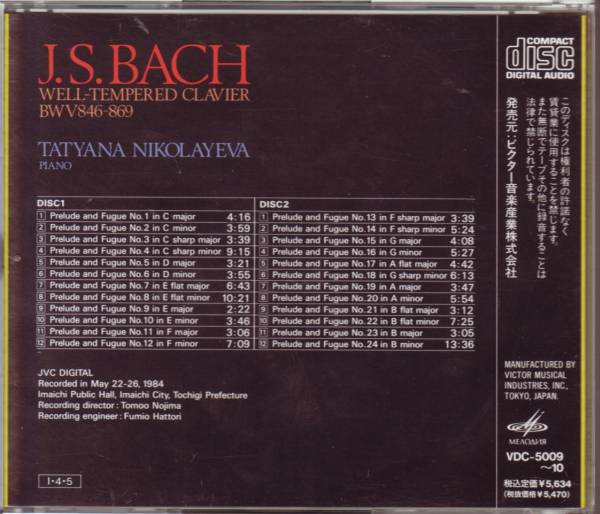 J.S.BACH
WELL-TEMPERED CLAVIER
BWV846-869
TATYANA NIKOLAYEVA
PIANO
DISC1
1 Prelude and Fugue No.1 in C major 4:16
2 Prelude and Fugue No.2 in C minor 3:59
3 Prelude and Fugue No.3 in C sharp major 3:39
4 Prelude and Fugue No.4 in C sharp minor 9:15
5 Prelude and Fugue No.5 in D major 3:21
6 Prelude and Fugue No.6 in D minor 3:55
7 Prelude and Fugue No.7 in E flat major 6:43
8 Prelude and Fugue No.8 in E flat minor 10:21
9 Prelude and Fugue No.9 in E major 2:22
10 Prelude and Fugue No.10 in E minor 3:46
11 Prelude and Fugue No.11 in F major 3:06
12 Prelude and Fugue No.12 in F minor 7:09
DISC2
1 Prelude and Fugue No.13 in F sharp major 3:39
2 Prelude and Fugue No.14 in F sharp minor 5:24
3 Prelude and Fugue No.15 in G major 4:08
4 Prelude and Fugue No.16 in G minor 5:27
5 Prelude and Fugue No.17 in A flat major 4:42
6 Prelude and Fugue No.18 in G sharp minor 6:13
7 Prelude and Fugue No.19 in A major 3:47
8 Prelude and Fugue No.20 in A minor 5:54
9 Prelude and Fugue No.21 in B flat major 3:12
10 Prelude and Fugue No.22 in B flat minor 7:25
11 Prelude and Fugue No.23 in B major 3:05
12 Prelude and Fugue No.24 in B minor 13:36
JVC DIGITAL
Recorded in May 22-26, 1984
Imaichi Public Hall, Imaichi City, Tochigi Prefecture
Recording director : Tomoo Nojima
Recording engineer : Fumio Hattori
I・4・5
COMPACT
disc
DIGITAL AUDIO
このディスクは権利者の許諾なく
賃貸業に使用することを禁じます。
また無断でテープその他に録音することは
法律で禁じられています。
発売元:ビクター音楽産業株式会社
MANUFACTURED BY
VICTOR MUSICAL
INDUSTRIES, INC.,
TOKYO, JAPAN.
МЕЛОДИЯ
VDC-5009
~10
税込定価¥5,634
(税抜価格¥5,470)